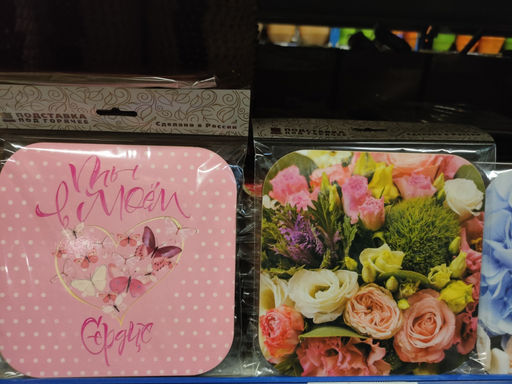 ПОДСТАВКА
ПОД ГОРЯЧЕЕ
Сделано в России
Ты
в моём
Сердце
ПОДСТАВКА
ПОД ГОРЯЧЕЕ